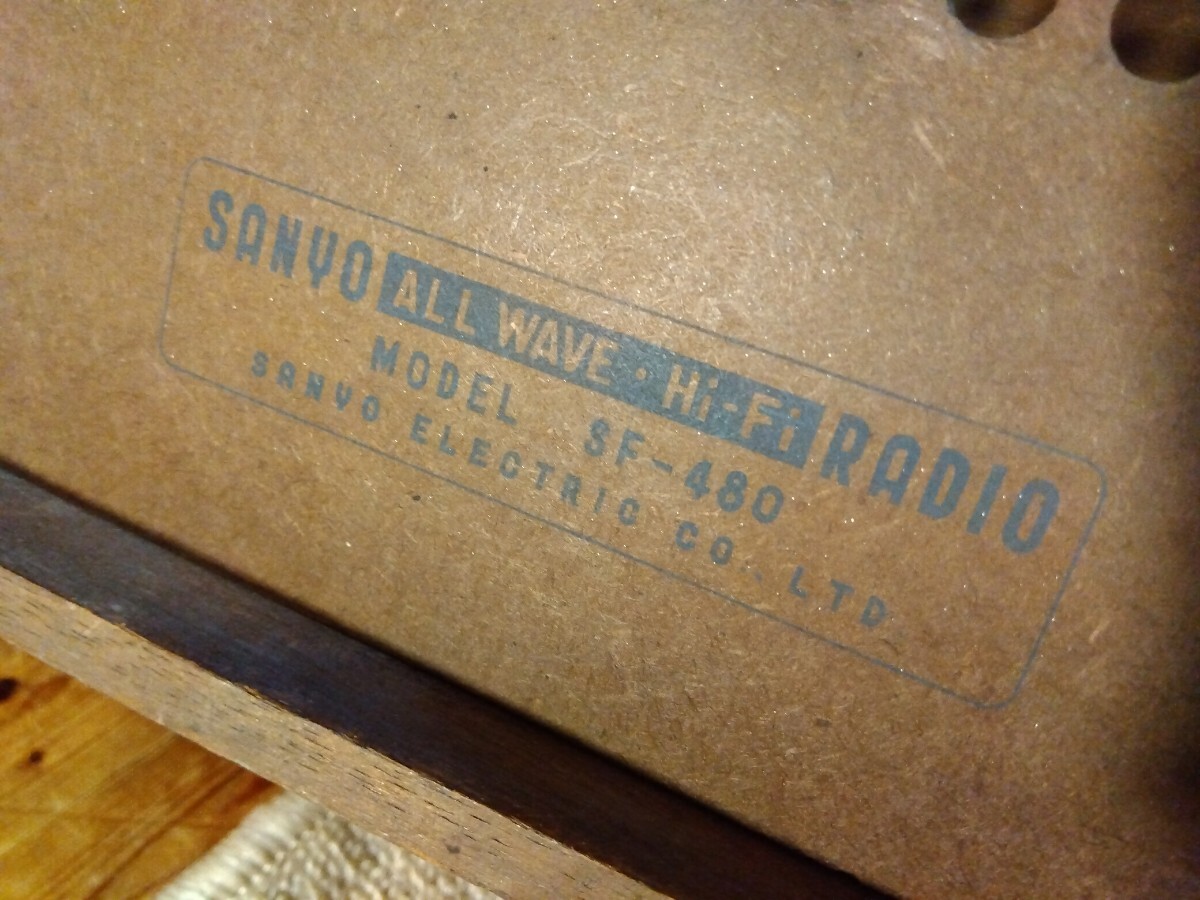 SANYO ALL WAVE · Hi-Fi RADIO
MODEL SF-480
SANYO ELECTRIC CO., LTD